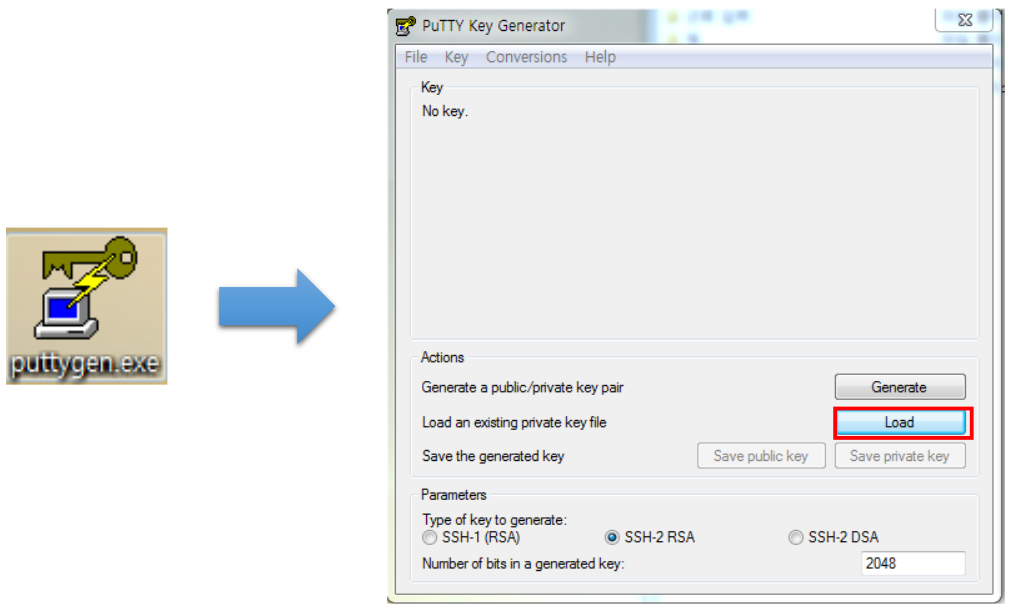 puttygen.exe
PuTTY Key Generator
File Key Conversions Help
Key
No key.
Actions
Generate a public/private key pair
Generate
Load an existing private key file
Load
Save the generated key
Save public key
Save private key
Parameters
Type of key to generate:
SSH-1 (RSA)
SSH-2 RSA
SSH-2 DSA
Number of bits in a generated key:
2048